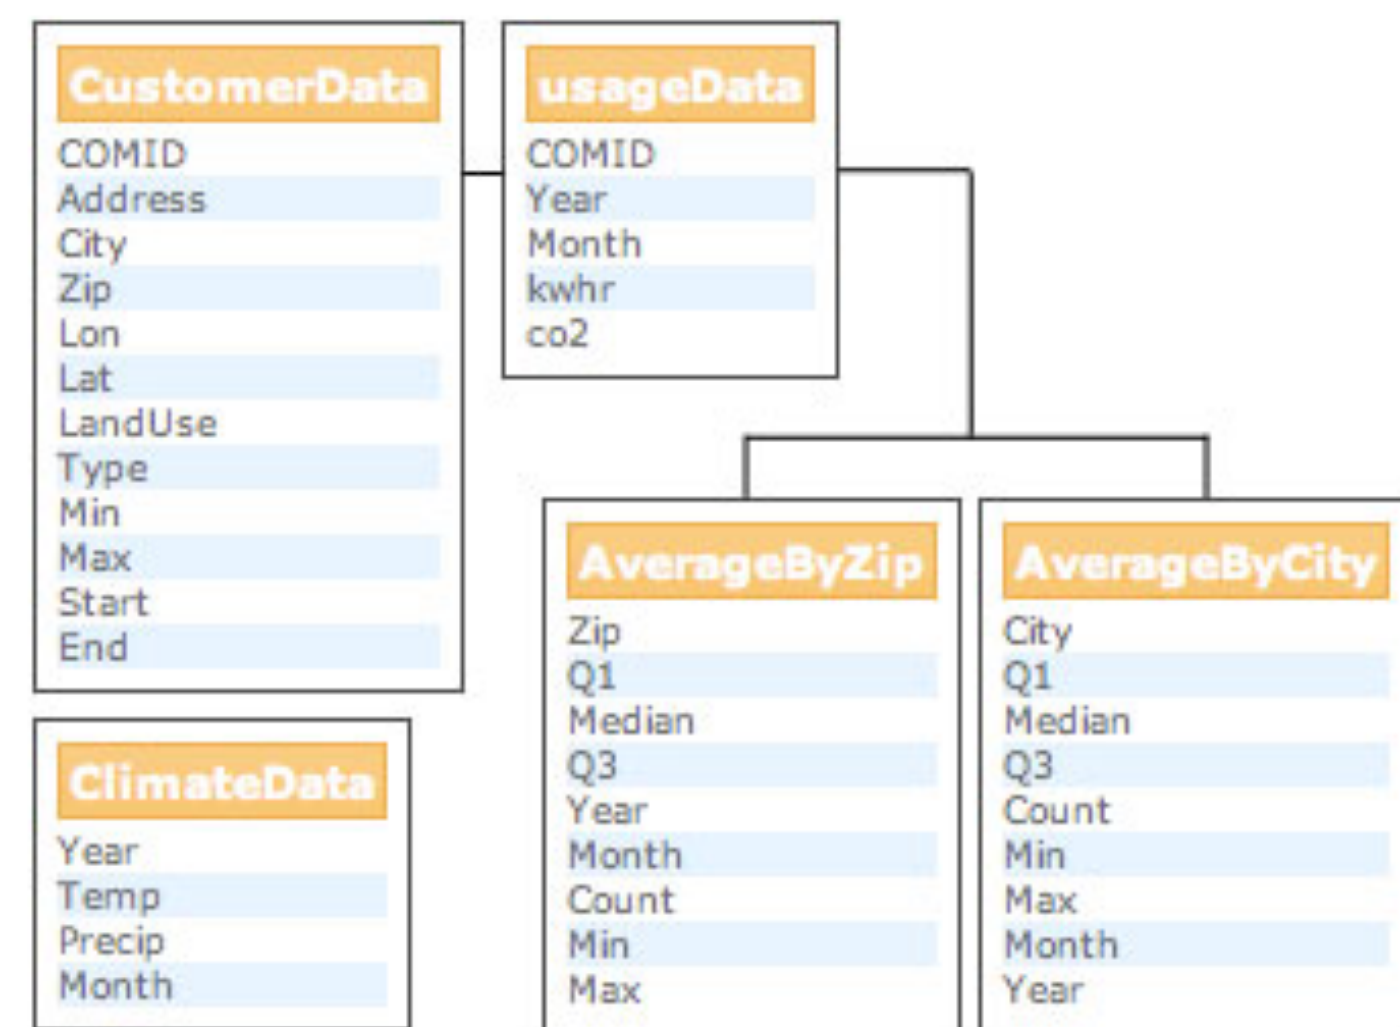 CustomerData
COMID
Address
City
Zip
Lon
Lat
LandUse
Type
Min
Max
Start
End
usageData
COMID
Year
Month
kwhr
co2
ClimateData
Year
Temp
Precip
Month
AverageByZip
Zip
Q1
Median
Q3
Year
Month
Count
Min
Max
AverageByCity
City
Q1
Median
Q3
Count
Min
Max
Month
Year